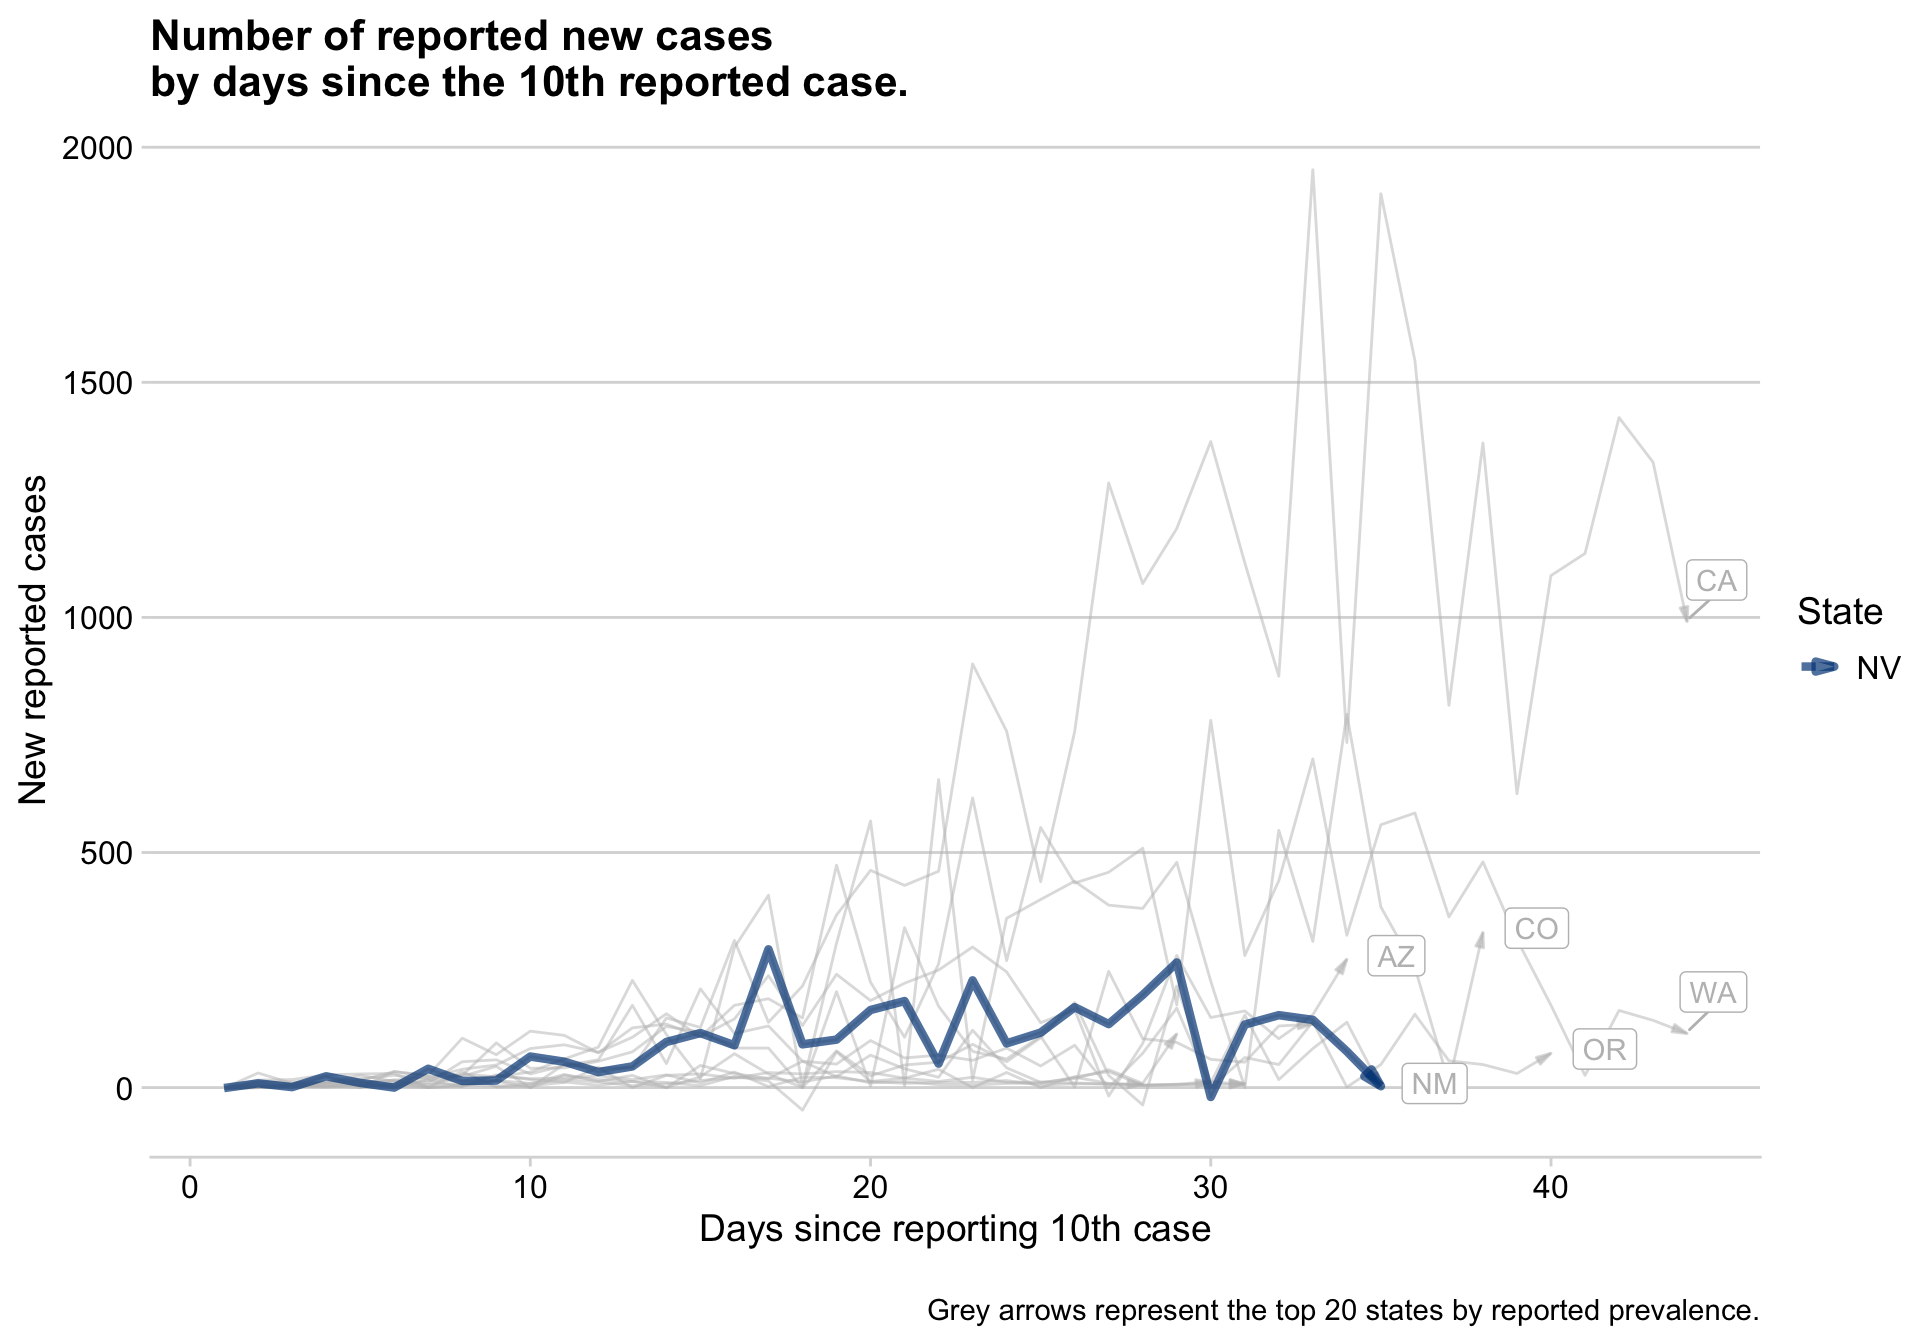 Number of reported new cases
by days since the 10th reported case.
New reported cases
2000
1500
1000
500
0
CA
CO
AZ
WA
OR
NM
State
NV
0 10 20 30 40
Days since reporting 10th case
Grey arrows represent the top 20 states by reported prevalence.